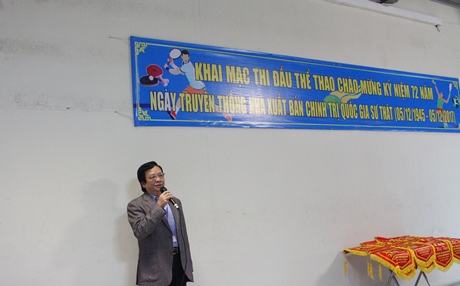 KHAI MẠC THI ĐẤU THỂ THAO CHÀO MỪNG KỶ NIỆM 72 NĂM
NGÀY TRUYỀN THỐNG NHÀ XUẤT BẢN CHÍNH TRỊ QUỐC GIA SỰ THẬT (05/12/1945 - 05/12/2017)